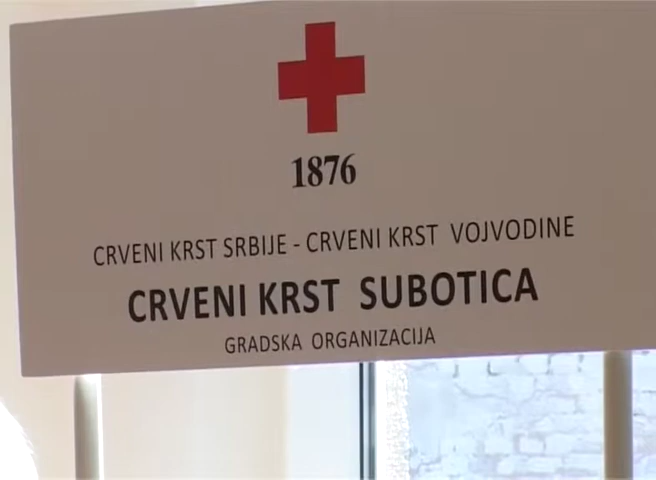 1876
CRVENI KRST SRBIJE - CRVENI KRST VOJVODINE
CRVENI KRST SUBOTICA
GRADSKA ORGANIZACIJA